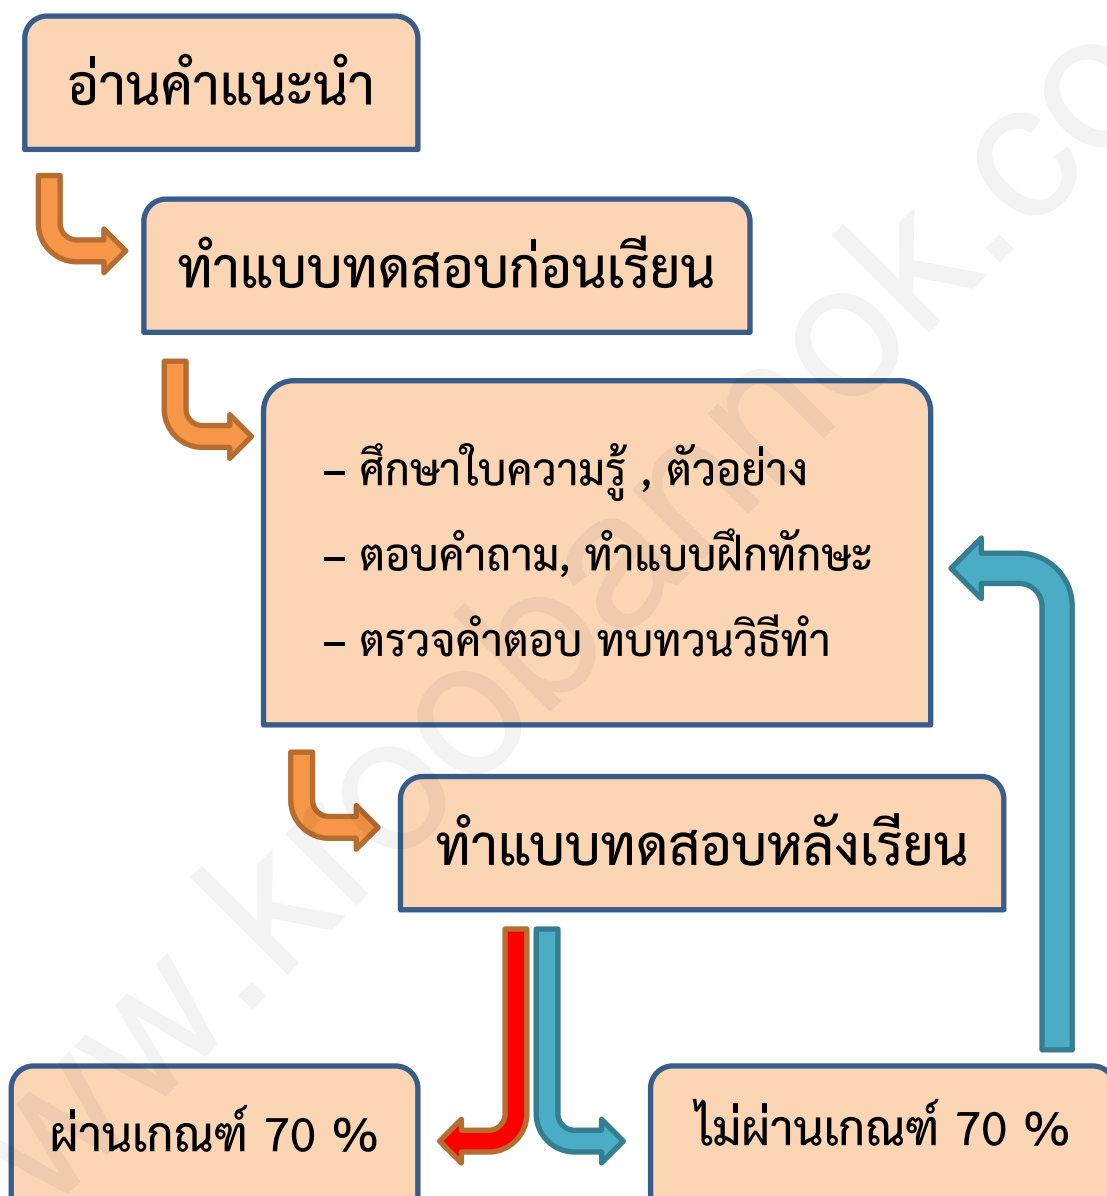 อ่านคำแนะนำ
ทำแบบทดสอบก่อนเรียน
– ศึกษาใบความรู้ , ตัวอย่าง
– ตอบคำถาม, ทำแบบฝึกทักษะ
– ตรวจคำตอบ ทบทวนวิธีทำ
ทำแบบทดสอบหลังเรียน
ผ่านเกณฑ์ 70 %
ไม่ผ่านเกณฑ์ 70 %
www.kroobannok.co